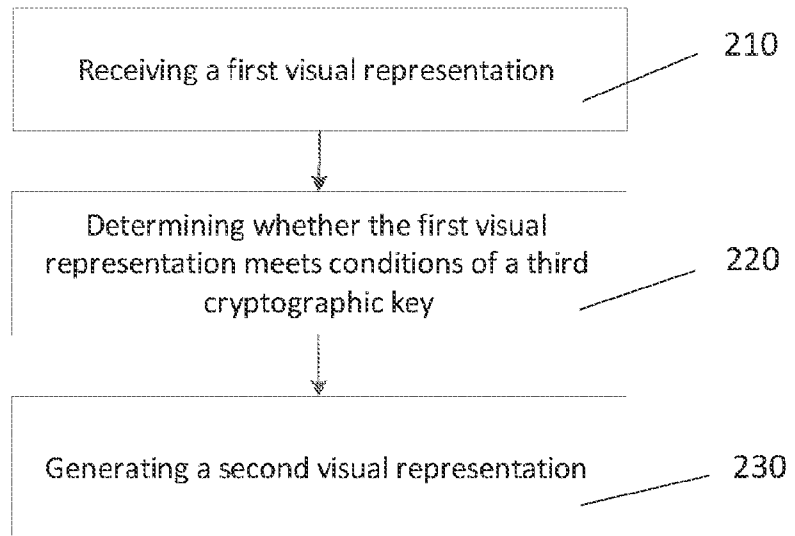 Receiving a first visual representation
210
Determining whether the first visual
representation meets conditions of a third
cryptographic key
220
Generating a second visual representation
230